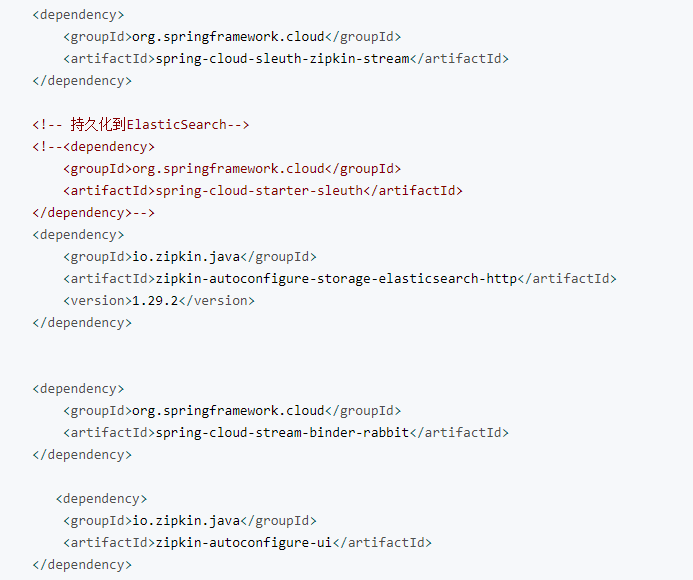 <dependency>
    <groupId>org.springframework.cloud</groupId>
    <artifactId>spring-cloud-sleuth-zipkin-stream</artifactId>
</dependency>
<!-- 持久化到ElasticSearch-->
<!--<dependency>
    <groupId>org.springframework.cloud</groupId>
    <artifactId>spring-cloud-starter-sleuth</artifactId>
</dependency>-->
<dependency>
    <groupId>io.zipkin.java</groupId>
    <artifactId>zipkin-autoconfigure-storage-elasticsearch-http</artifactId>
    <version>1.29.2</version>
</dependency>
<dependency>
    <groupId>org.springframework.cloud</groupId>
    <artifactId>spring-cloud-stream-binder-rabbit</artifactId>
</dependency>
   <dependency>
    <groupId>io.zipkin.java</groupId>
    <artifactId>zipkin-autoconfigure-ui</artifactId>
</dependency>